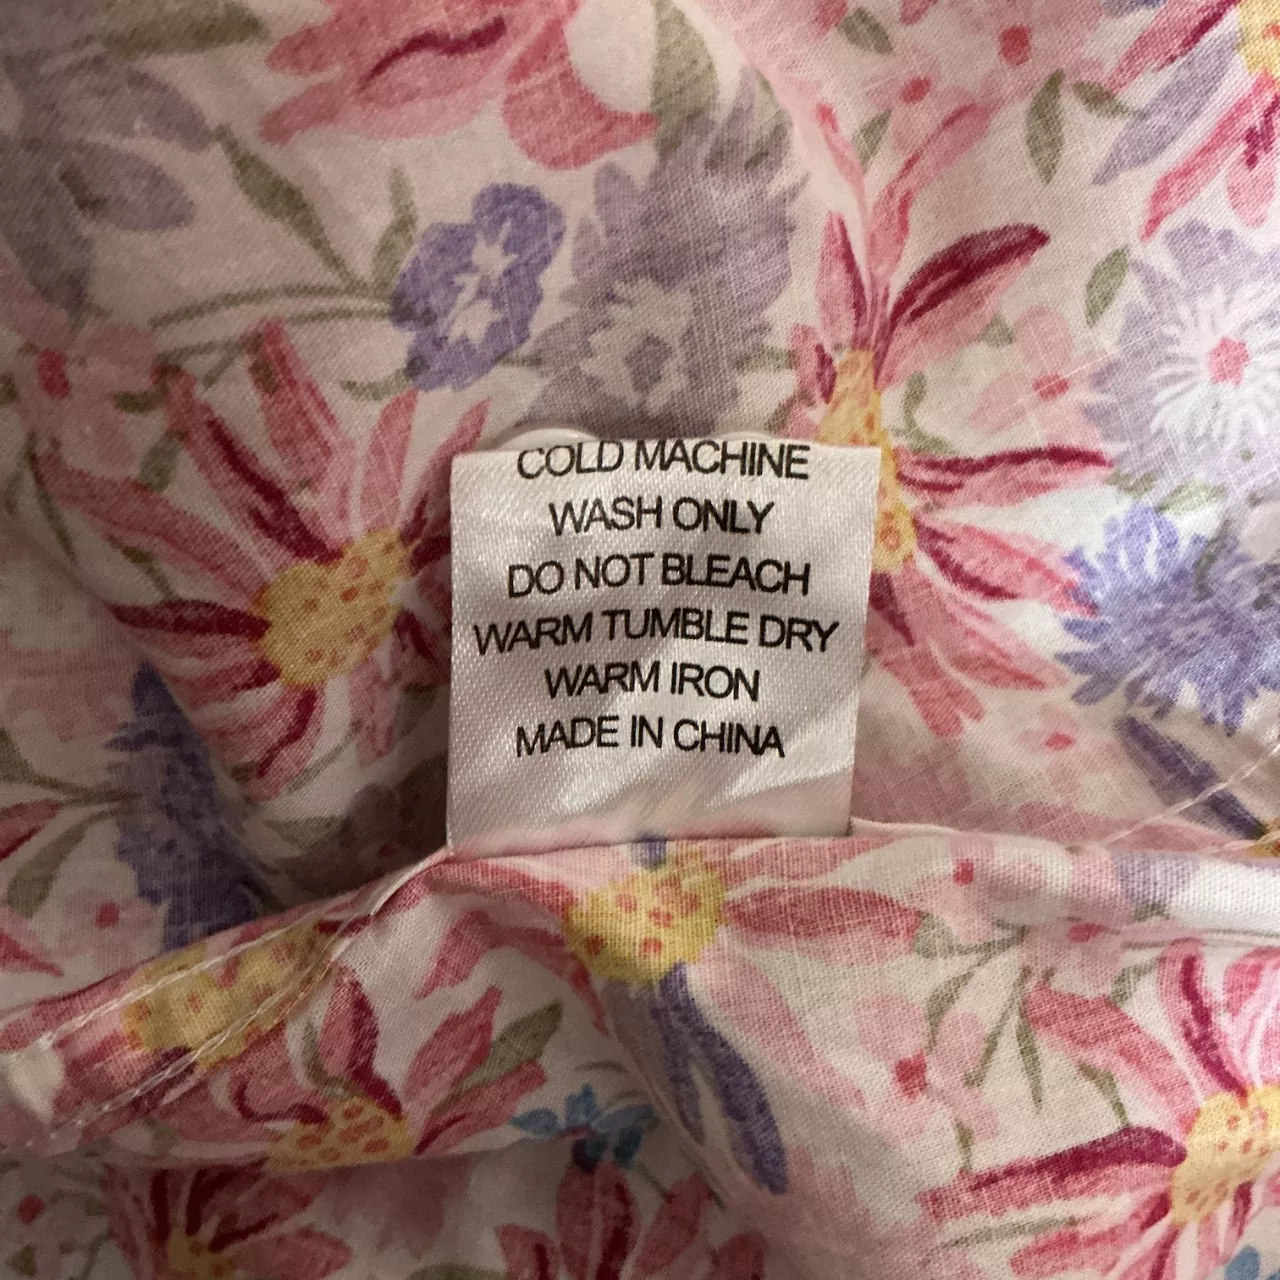 COLD MACHINE
WASH ONLY
DO NOT BLEACH
WARM TUMBLE DRY
WARM IRON
MADE IN CHINA